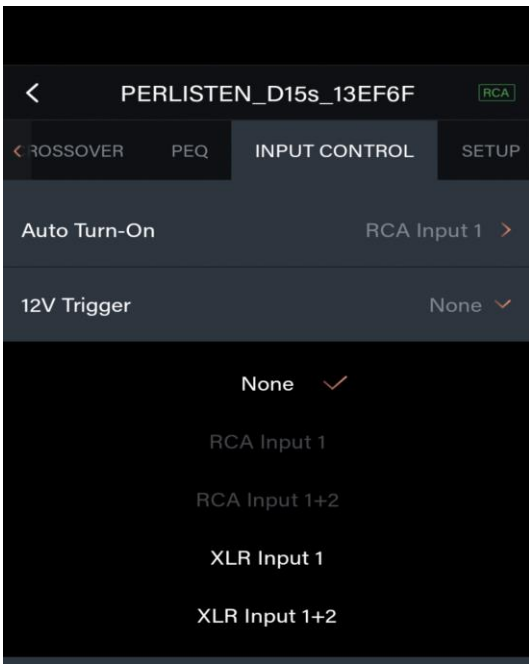 PERLISTEN_D15s_13EF6F RCA
ROSSOVER PEQ INPUT CONTROL SETUP
Auto Turn-On RCA Input 1
12V Trigger None
None
RCA Input 1
RCA Input 1+2
XLR Input 1
XLR Input 1+2